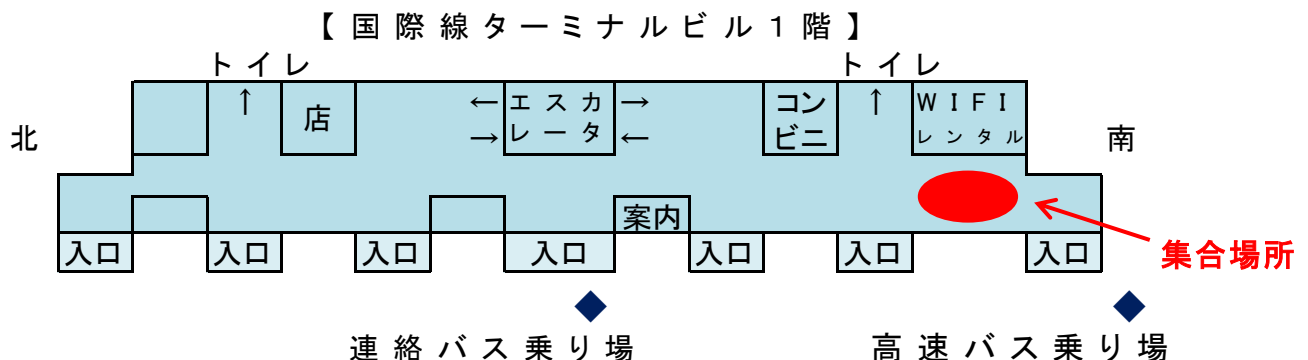 【国際線ターミナルビル1階】
トイレ
トイレ
↑
店
←エスカ→
→レータ←
コン
ビニ
↑
WIFI
レンタル
北
南
案内
入口
入口
入口
入口
入口
入口
入口
集合場所
連絡バス乗り場
高速バス乗り場